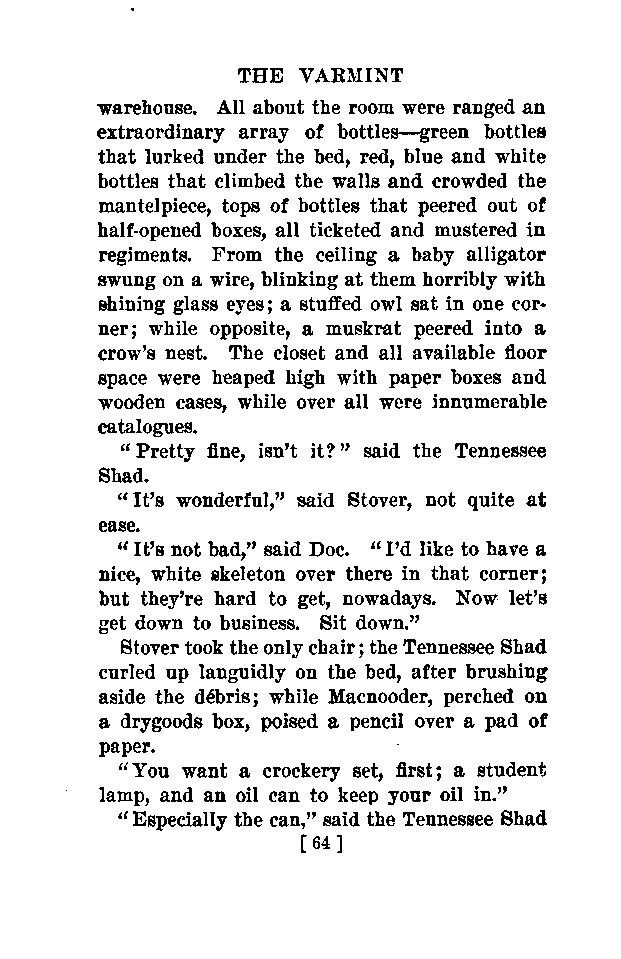 THE VARMINT
warehouse. All about the room were ranged an
extraordinary array of bottles—green bottles
that lurked under the bed, red, blue and white
bottles that climbed the walls and crowded the
mantelpiece, tops of bottles that peered out of
half-opened boxes, all ticketed and mustered in
regiments. From the ceiling a baby alligator
swung on a wire, blinking at them horribly with
shining glass eyes; a stuffed owl sat in one cor-
ner; while opposite, a muskrat peered into a
crow's nest. The closet and all available floor
space were heaped high with paper boxes and
wooden cases, while over all were innumerable
catalogues.
"Pretty fine, isn't it?" said the Tennessee
Shad.
"It's wonderful," said Stover, not quite at
ease.
"It's not bad," said Doc. "I'd like to have a
nice, white skeleton over there in that corner;
but they're hard to get, nowadays. Now let's
get down to business. Sit down."
Stover took the only chair; the Tennessee Shad
curled up languidly on the bed, after brushing
aside the débris; while Macnooder, perched on
a drygoods box, poised a pencil over a pad of
paper.
"You want a crockery set, first; a student
lamp, and an oil can to keep your oil in."
"Especially the can," said the Tennessee Shad
[64]